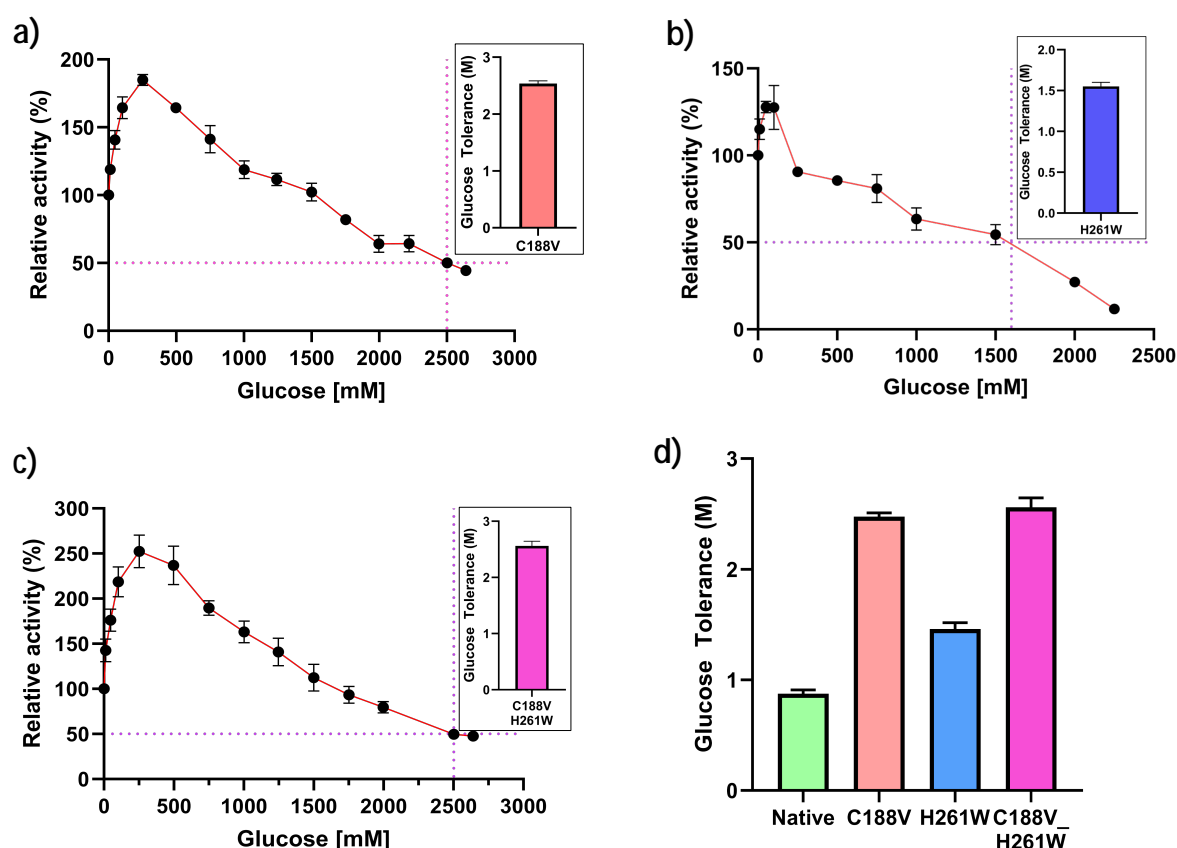 a)
200
150
100
50
0
Relative activity (%)
0 500 1000 1500 2000 2500 3000
Glucose [mM]
3
2
1
0
Glucose Tolerance (M)
C188V
b)
150
100
50
0
Relative activity (%)
0 500 1000 1500 2000 2500
Glucose [mM]
2.0
1.5
1.0
0.5
0.0
Glucose Tolerance (M)
H261W
c)
300
250
200
150
100
50
0
Relative activity (%)
0 500 1000 1500 2000 2500 3000
Glucose [mM]
3
2
1
0
Glucose Tolerance (M)
C188V
H261W
d)
3
2
1
0
Glucose Tolerance (M)
Native C188V H261W C188V_
H261W